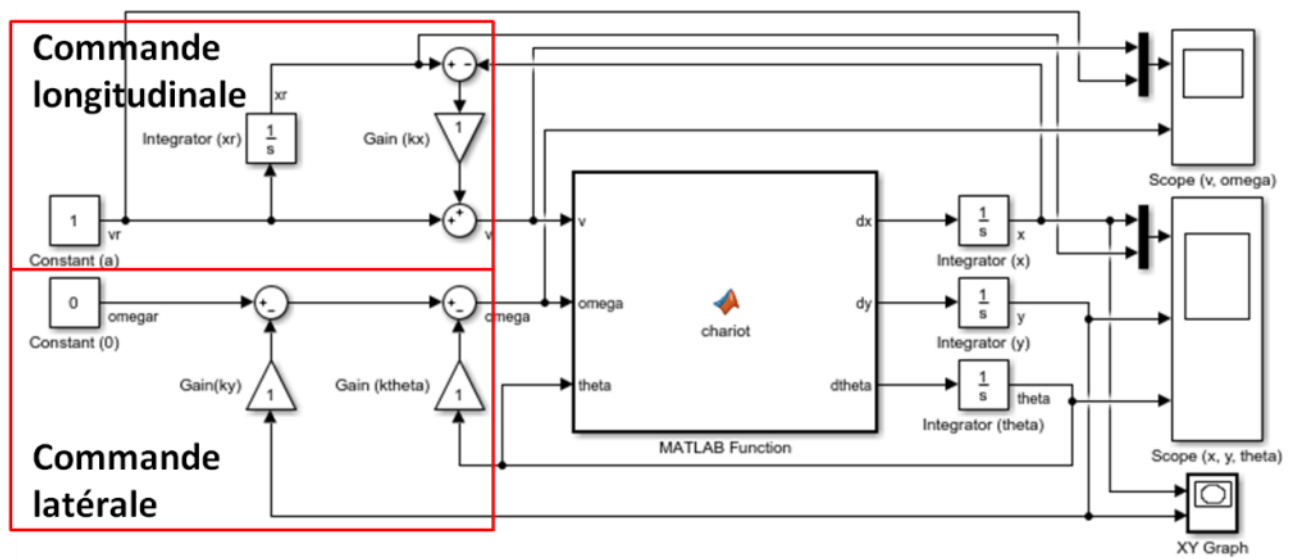 Commande
longitudinale
xr
Integrator (xr)
1
s
Gain (kx)
1
+ -
Scope (v, omega)
1
vr
Constant (a)
+
+
v
v
dx
1
s
x
Integrator (x)
0
omegar
Constant (0)
+
-
+
-
omega
omega
chariot
dy
1
s
y
Integrator (y)
Gain(ky)
1
Gain (ktheta)
1
theta
dtheta
1
s
theta
Integrator (theta)
MATLAB Function
Commande
latérale
Scope (x, y, theta)
XY Graph